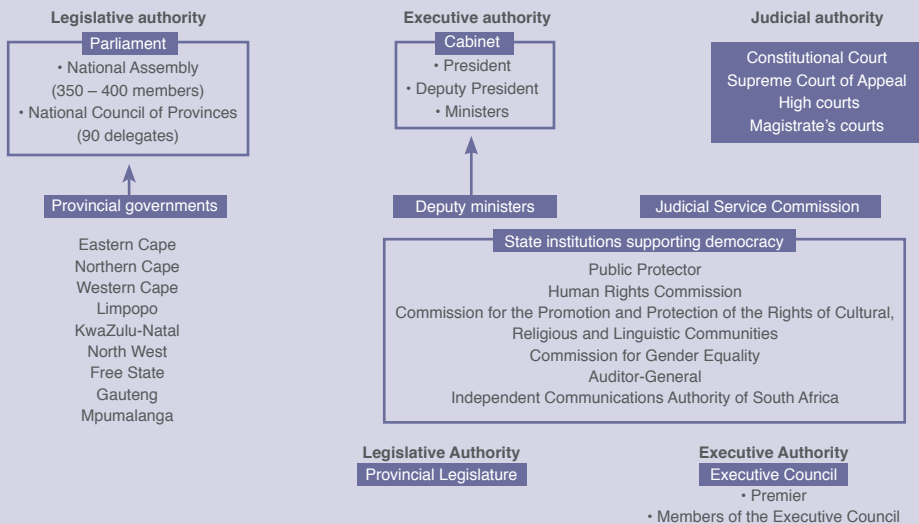 Legislative authority
Parliament
• National Assembly
(350 – 400 members)
• National Council of Provinces
(90 delegates)
Provincial governments
Eastern Cape
Northern Cape
Western Cape
Limpopo
KwaZulu-Natal
North West
Free State
Gauteng
Mpumalanga
Executive authority
Cabinet
• President
• Deputy President
• Ministers
Deputy ministers
Judicial authority
Constitutional Court
Supreme Court of Appeal
High courts
Magistrate's courts
Judicial Service Commission
State institutions supporting democracy
Public Protector
Human Rights Commission
Commission for the Promotion and Protection of the Rights of Cultural,
Religious and Linguistic Communities
Commission for Gender Equality
Auditor-General
Independent Communications Authority of South Africa
Legislative Authority
Provincial Legislature
Executive Authority
Executive Council
• Premier
• Members of the Executive Council